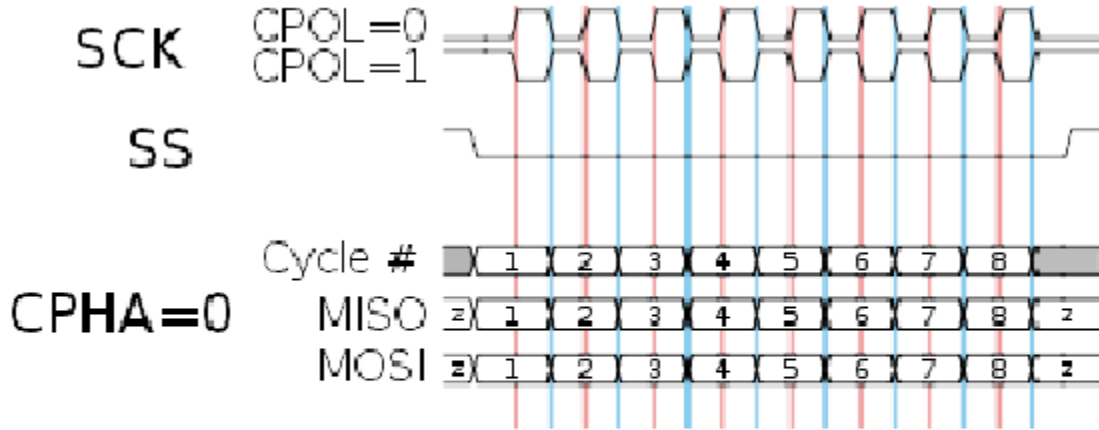 SCK CPOL=0
CPOL=1
SS
Cycle # 1 2 3 4 5 6 7 8
CPHA=0
MISO z 1 2 3 4 5 6 7 8 z
MOSI z 1 2 3 4 5 6 7 8 z